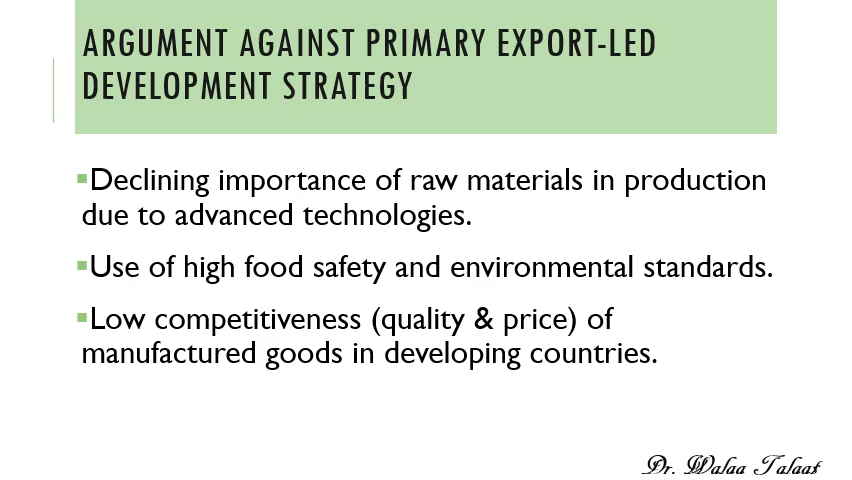 ARGUMENT AGAINST PRIMARY EXPORT-LED
DEVELOPMENT STRATEGY
▪Declining importance of raw materials in production
due to advanced technologies.
▪Use of high food safety and environmental standards.
▪Low competitiveness (quality & price) of
manufactured goods in developing countries.
Dr. Walaa Talaat